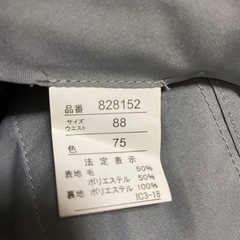 品番 828152
サイズ
ウエスト 88
色 75
法定表示
表地 毛 50%
ポリエステル 50%
裏地 ポリエステル 100%
1C3-18